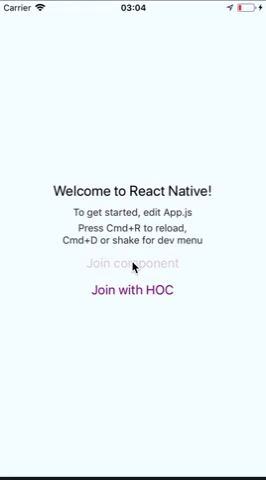 Carrier 03:04
Welcome to React Native!
To get started, edit App.js
Press Cmd+R to reload,
Cmd+D or shake for dev menu
Join component
Join with HOC